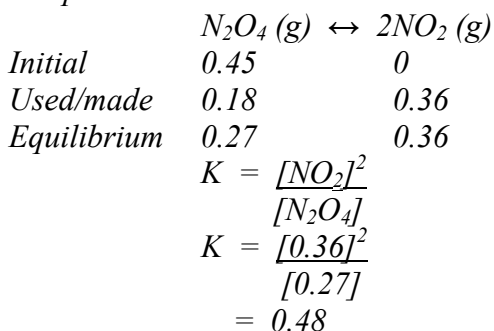 N₂O₄ (g) ↔ 2NO₂ (g)
Initial 0.45 0
Used/made 0.18 0.36
Equilibrium 0.27 0.36
K = [NO₂]²
[N₂O₄]
K = [0.36]²
[0.27]
= 0.48